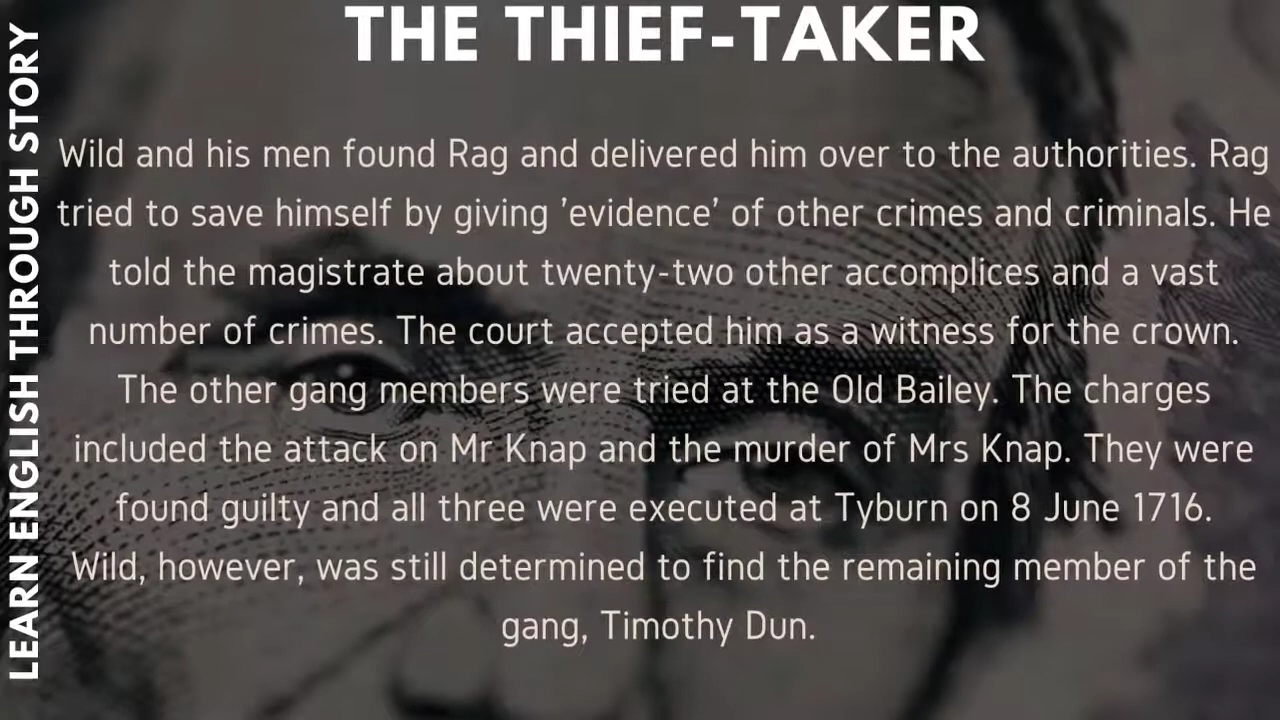 THE THIEF-TAKER
LEARN ENGLISH THROUGH STORY
Wild and his men found Rag and delivered him over to the authorities. Rag
tried to save himself by giving 'evidence' of other crimes and criminals. He
told the magistrate about twenty-two other accomplices and a vast
number of crimes. The court accepted him as a witness for the crown.
The other gang members were tried at the Old Bailey. The charges
included the attack on Mr Knap and the murder of Mrs Knap. They were
found guilty and all three were executed at Tyburn on 8 June 1716.
Wild, however, was still determined to find the remaining member of the
gang, Timothy Dun.